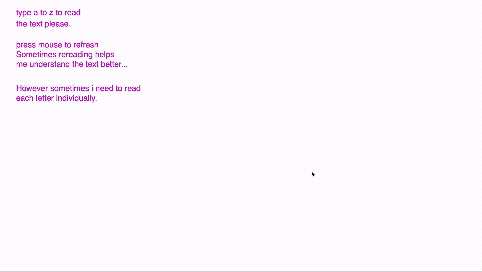 type a to z to read
the text please.
press mouse to refresh
Sometimes rereading helps
me understand the text better...
However sometimes i need to read
each letter individually.